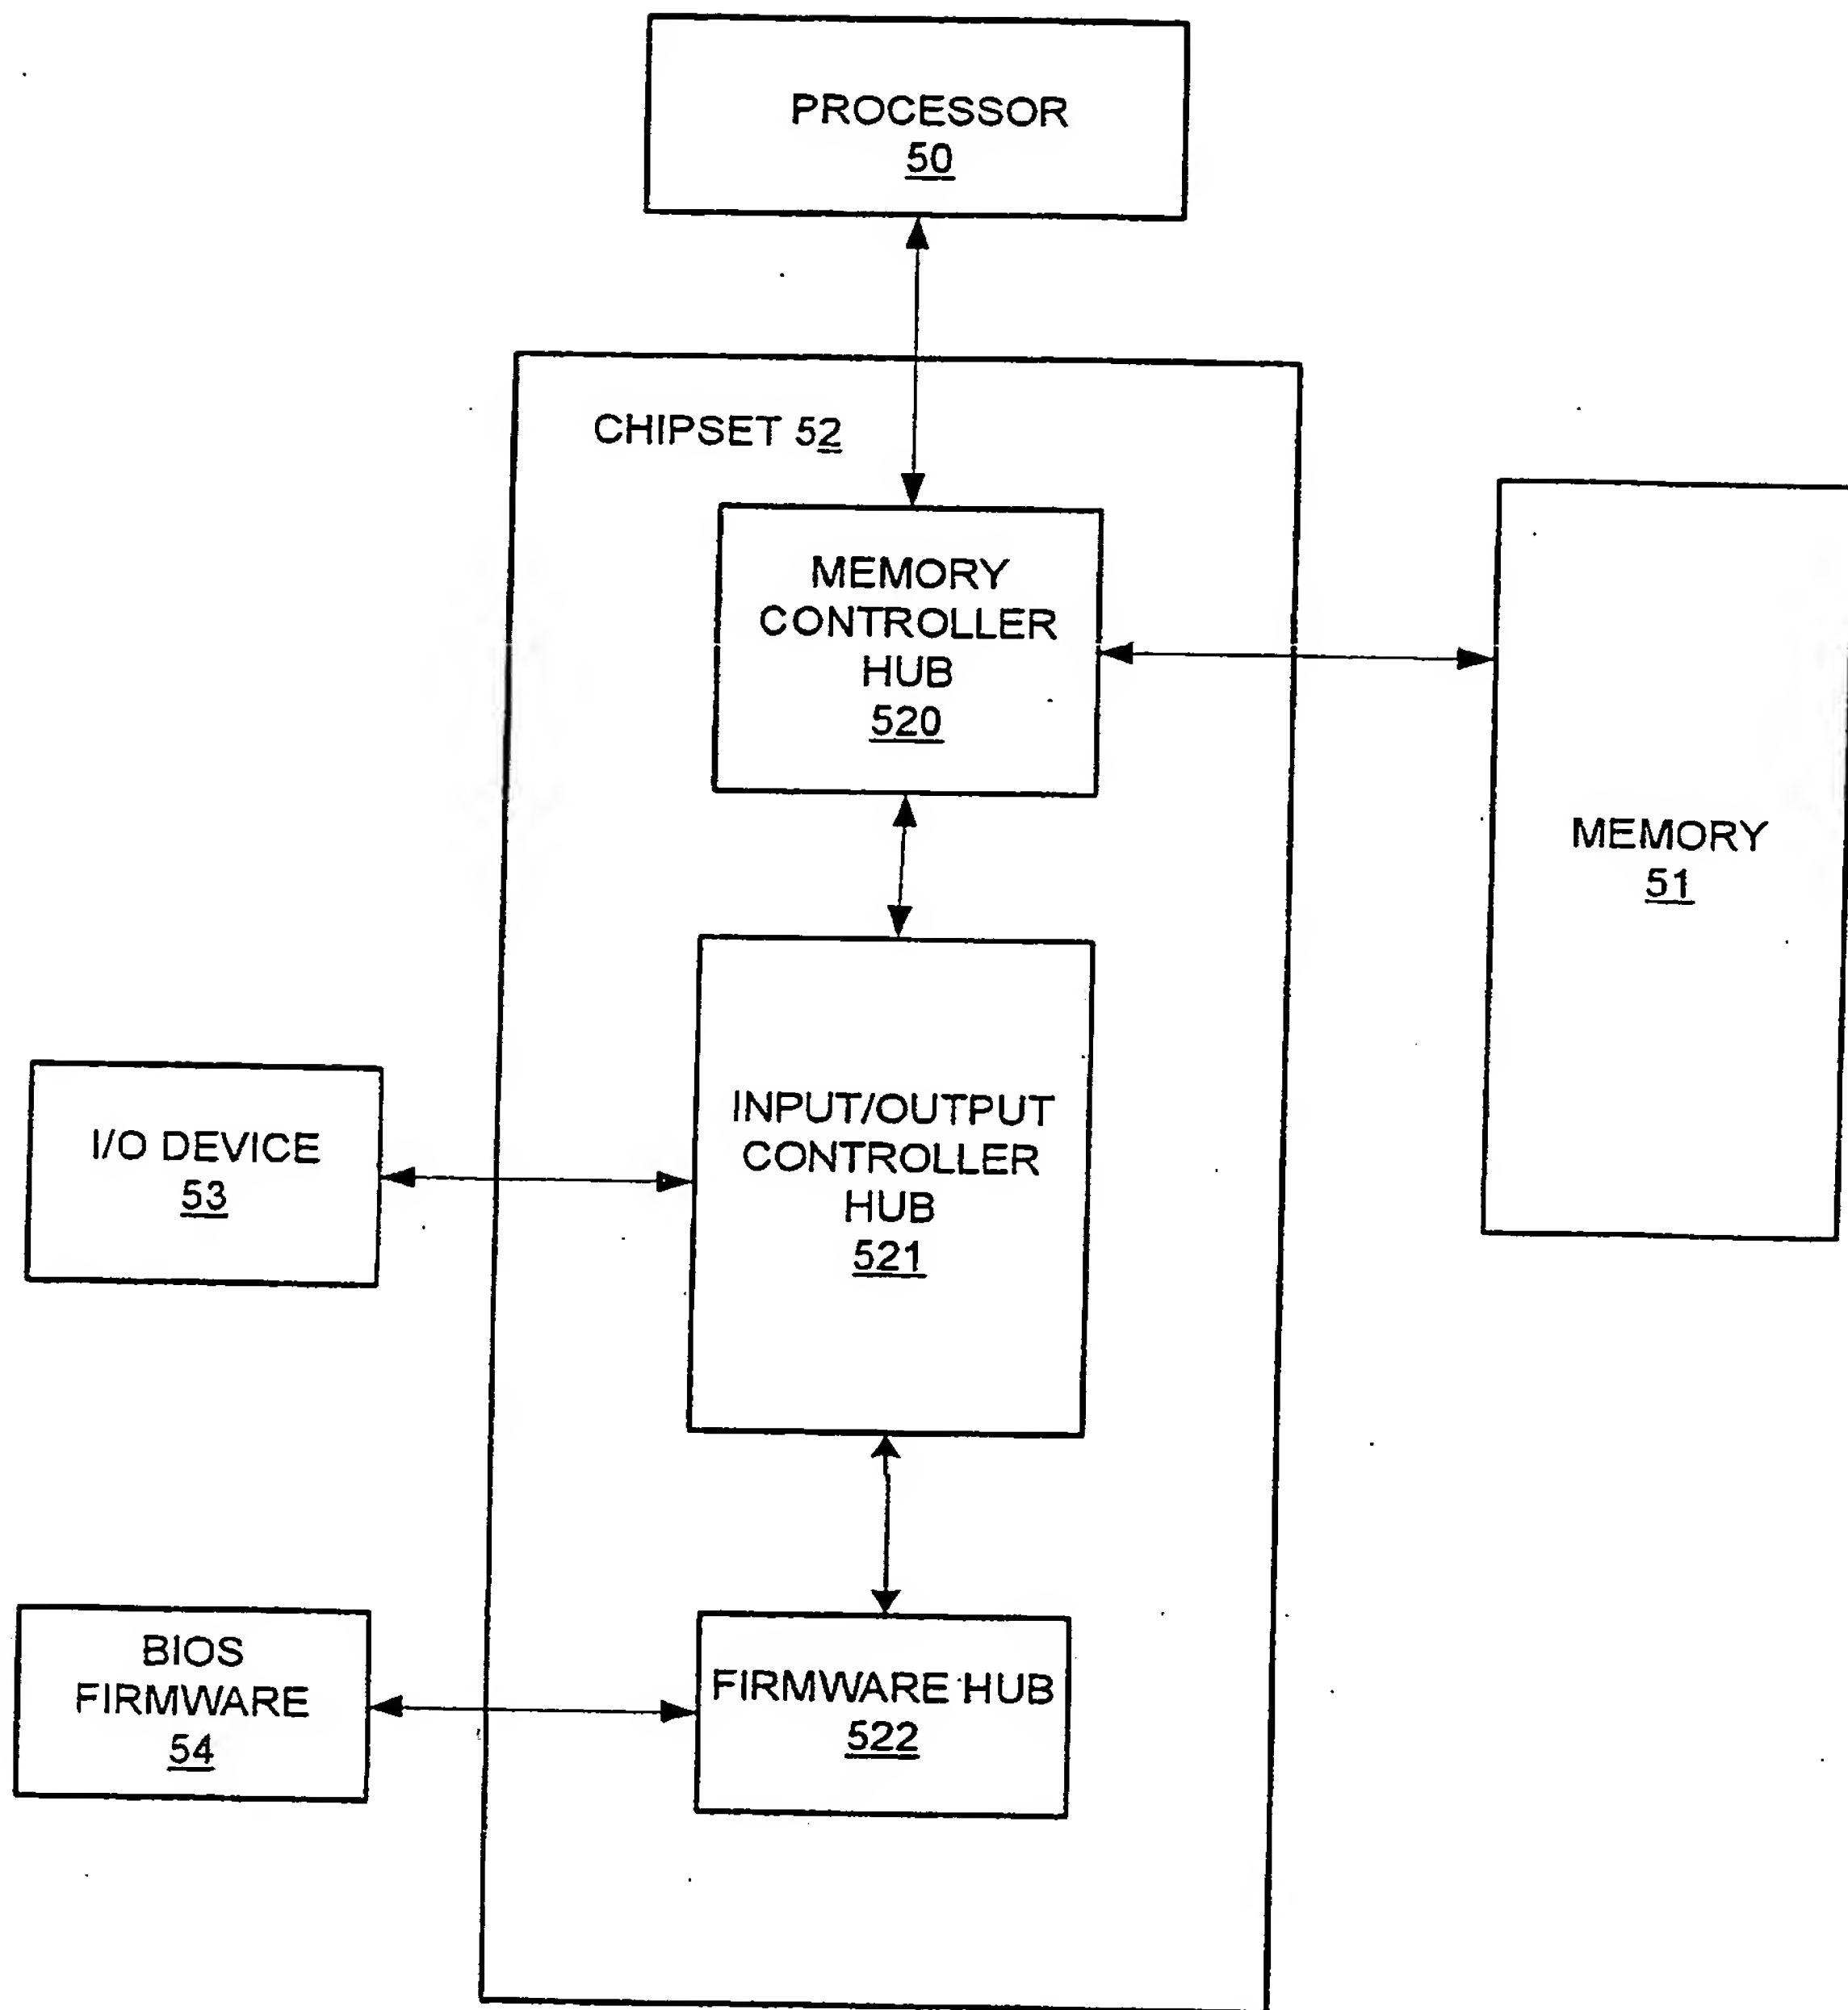 PROCESSOR
50
CHIPSET 52
MEMORY
CONTROLLER
HUB
520
MEMORY
51
INPUT/OUTPUT
CONTROLLER
HUB
521
I/O DEVICE
53
BIOS
FIRMWARE
54
FIRMWARE HUB
522